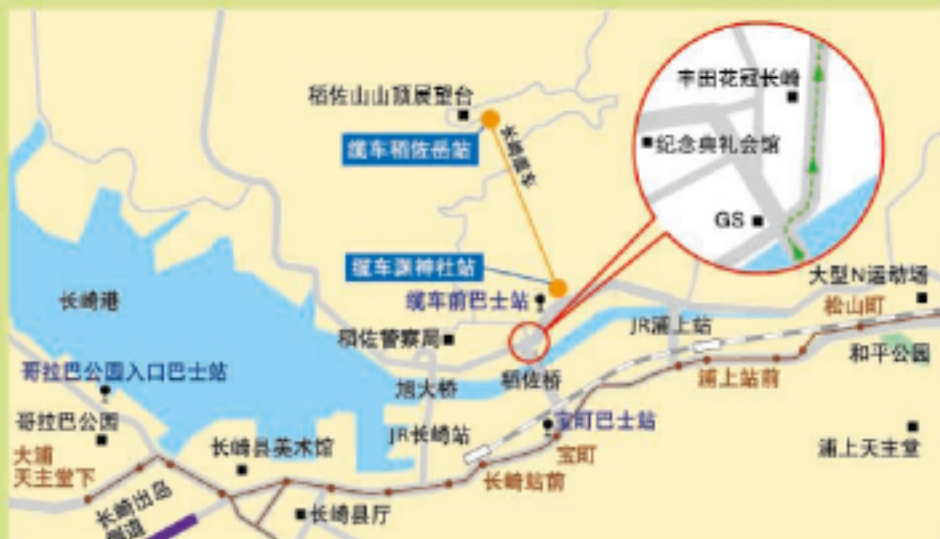 丰田花冠长崎
稻佐山山顶展望台
缆车稻佐岳站
长崎缆车
纪念典礼会馆
GS
缆车渊神社站
大型N运动场
缆车前巴士站
松山町
长崎港
JR浦上站
稻佐警察局
和平公园
哥拉巴公园入口巴士站
旭大桥
稻佐桥
浦上站前
哥拉巴公园
宝町巴士站
JR长崎站
长崎县美术馆
浦上天主堂
大浦
天主堂下
宝町
长崎站前
长崎出岛
道
长崎县厅